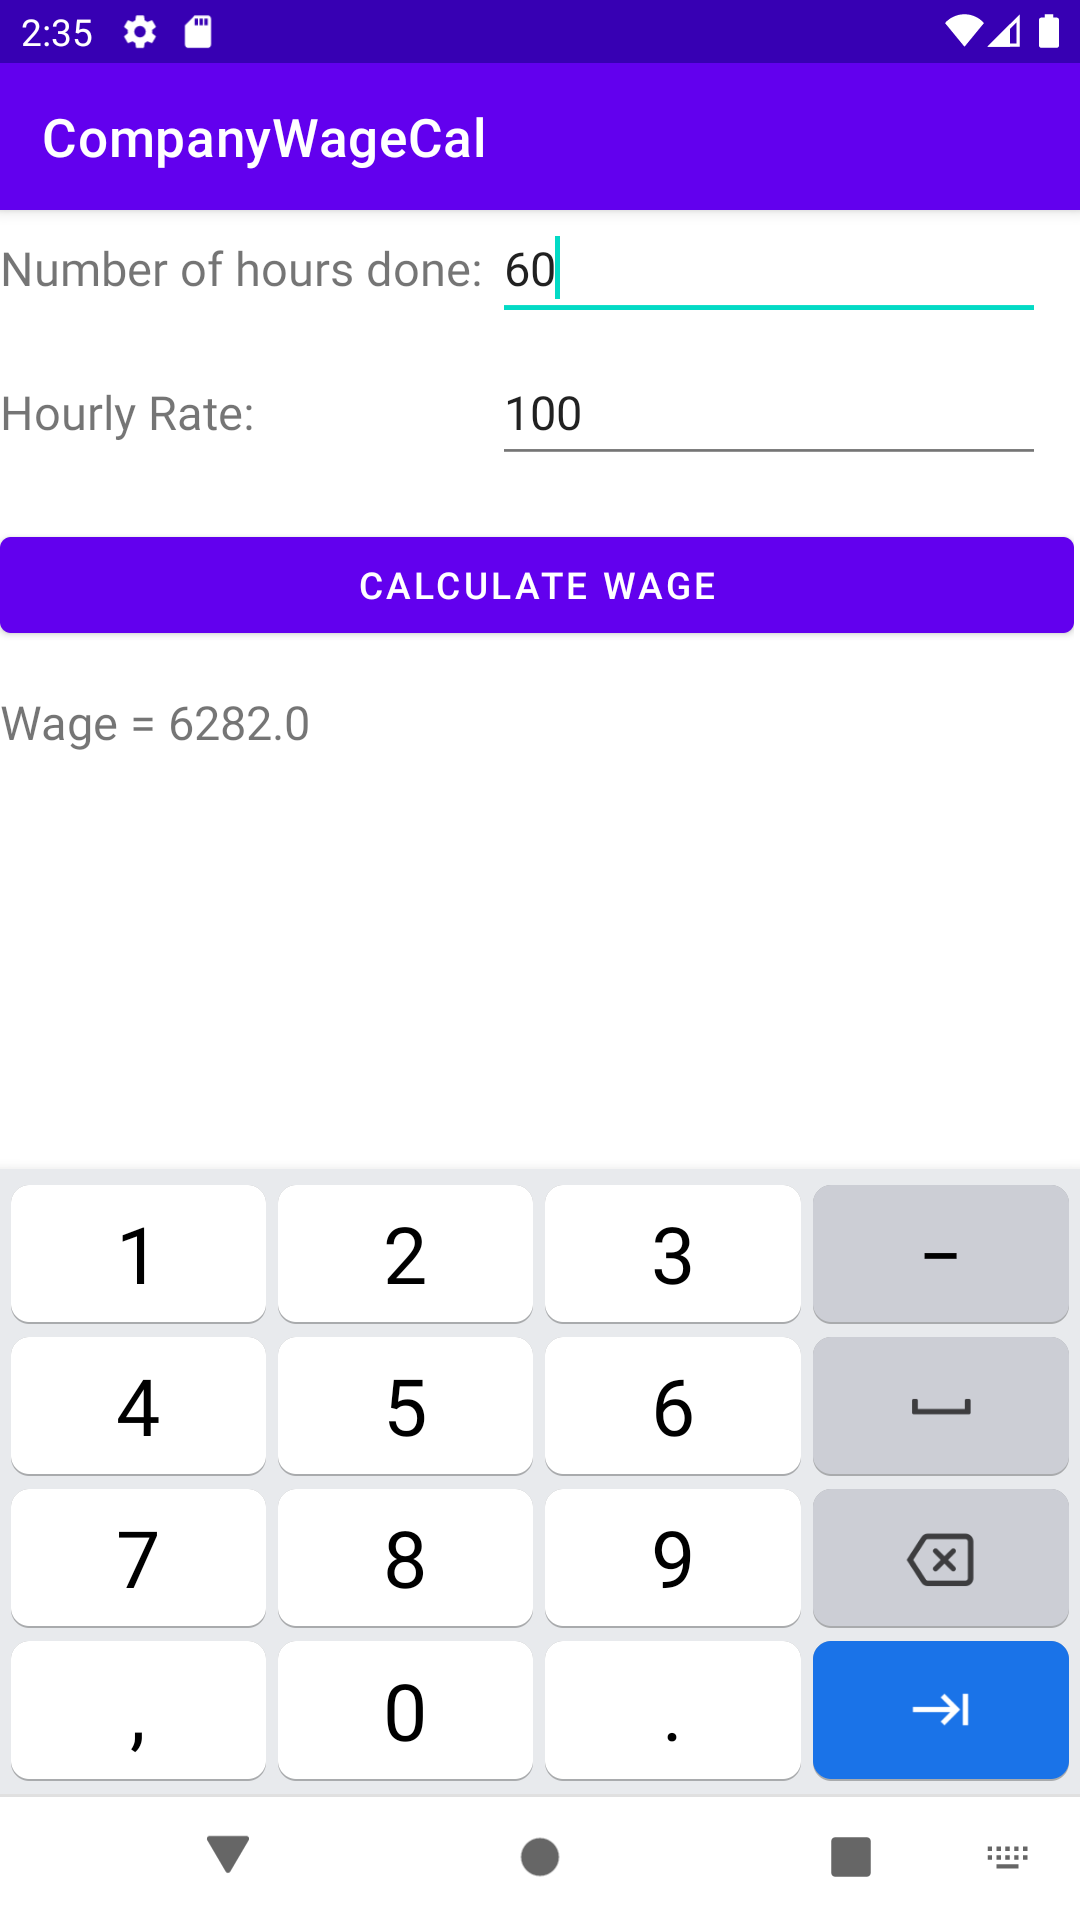 2:35
CompanyWageCal
Number of hours done: 60
Hourly Rate: 100
CALCULATE WAGE
Wage = 6282.0
1 2 3 –
4 5 6
7 8 9
, 0 .